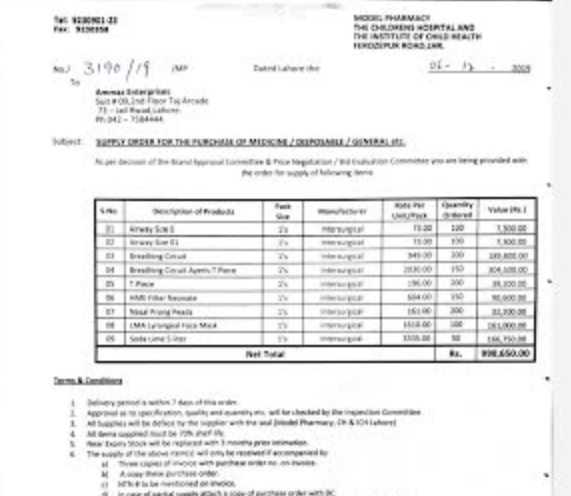 Tel: 9230901-23
Fax: 9230358
MODEL PHARMACY
THE CHILDRENS HOSPITAL AND
THE INSTITUTE OF CHILD HEALTH
FEROZEPUR ROAD,LHR.
No./ 3190/19 /MP Dated Lahore the 06-12-2019
To
Ammaz Enterprises
Suit # 09,2nd Floor Taj Arcade
73 – Jail Road,Lahore.
Ph:042 – 7584444
Subject: SUPPLY ORDER FOR THE PURCHASE OF MEDICINE / DISPOSABLE / GENERAL etc.
As per decision of the Brand Approval Committee & Price Negotiation / Bid Evaluation Committee you are being provided with
the order for supply of following items
S.No. Description of Products Pack Size Manufacturer Rate Per Unit/Pack Quantity Ordered Value (Rs.)
01 Airway Size 0 1's Intersurgical 73.00 100 7,300.00
02 Airway Size 01 1's Intersurgical 73.00 100 7,300.00
03 Breathing Circuit 1's Intersurgical 949.00 200 189,800.00
04 Breathing Circuit Ayers T Piece 1's Intersurgical 2030.00 150 304,500.00
05 T.Piece 1's Intersurgical 196.00 200 39,200.00
06 HME Filter Neonate 1's Intersurgical 150
07 Nasal Prong Peads 1's Intersurgical 161.00 200 32,200.00
08 LMA Laryngeal Face Mask 1's Intersurgical 1610.00 100 161,000.00
09 Soda Lime 5-liter 1's Intersurgical 3335.00 50 166,750.00
Net Total Rs. 998,650.00
Terms & Conditions
1. Delivery period is within 7 days of this order.
2. Approval as to specification, quality and quantity etc. will be checked by the Inspection Committee.
3. All Supplies will be deface by the supplier with the seal (Model Pharmacy, CH & ICH Lahore)
4. All items supplied must be 70% shelf life.
5. Near Expiry Stock will be replaced with 3 months prior intimation.
6. The supply of the above item(s) will only be received if accompanied by
a) Three copies of invoice with purchase order no. on invoice.
b) A copy these purchase order.
c) NTN # to be mentioned on invoice.
d) In case of partial supply attach a copy of purchase order with DC.